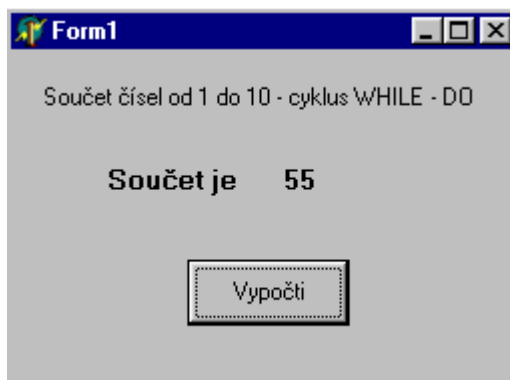 Form1
Součet čísel od 1 do 10 - cyklus WHILE - DO
Součet je 55
Vypočti